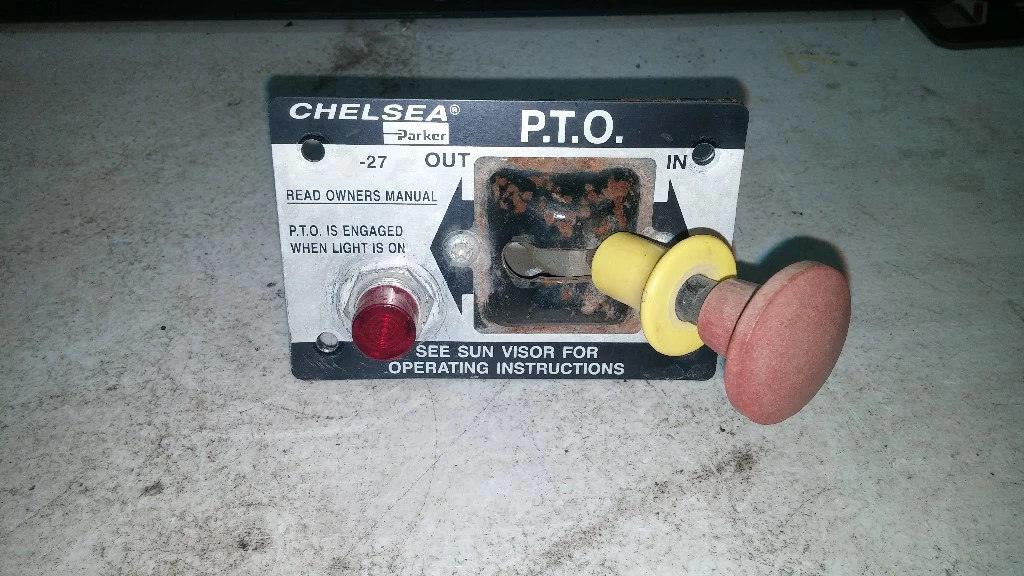 CHELSEA®
Parker
P.T.O.
-27
OUT
IN
READ OWNERS MANUAL
P.T.O. IS ENGAGED
WHEN LIGHT IS ON
SEE SUN VISOR FOR
OPERATING INSTRUCTIONS